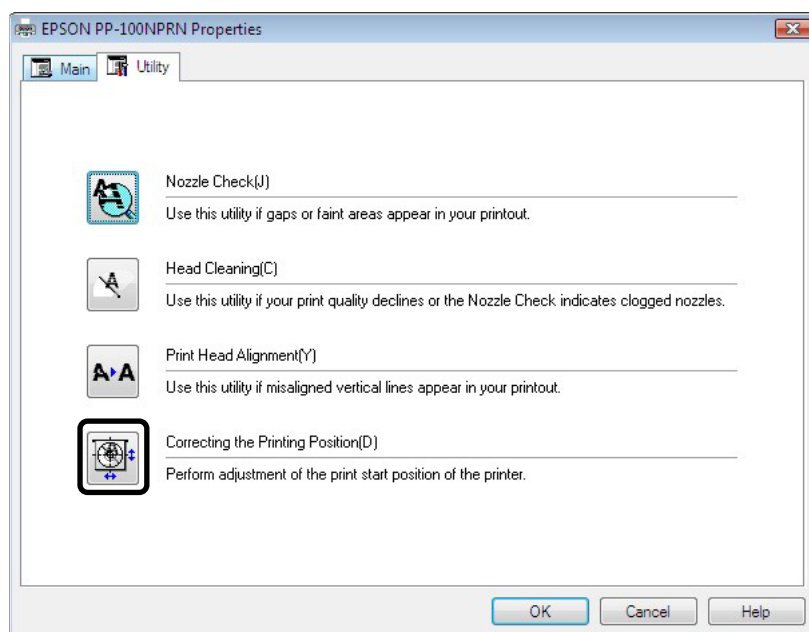 EPSON PP-100NPRN Properties
Main
Utility
Nozzle Check(J)
Use this utility if gaps or faint areas appear in your printout.
Head Cleaning(C)
Use this utility if your print quality declines or the Nozzle Check indicates clogged nozzles.
Print Head Alignment(Y)
Use this utility if misaligned vertical lines appear in your printout.
Correcting the Printing Position(D)
Perform adjustment of the print start position of the printer.
OK
Cancel
Help